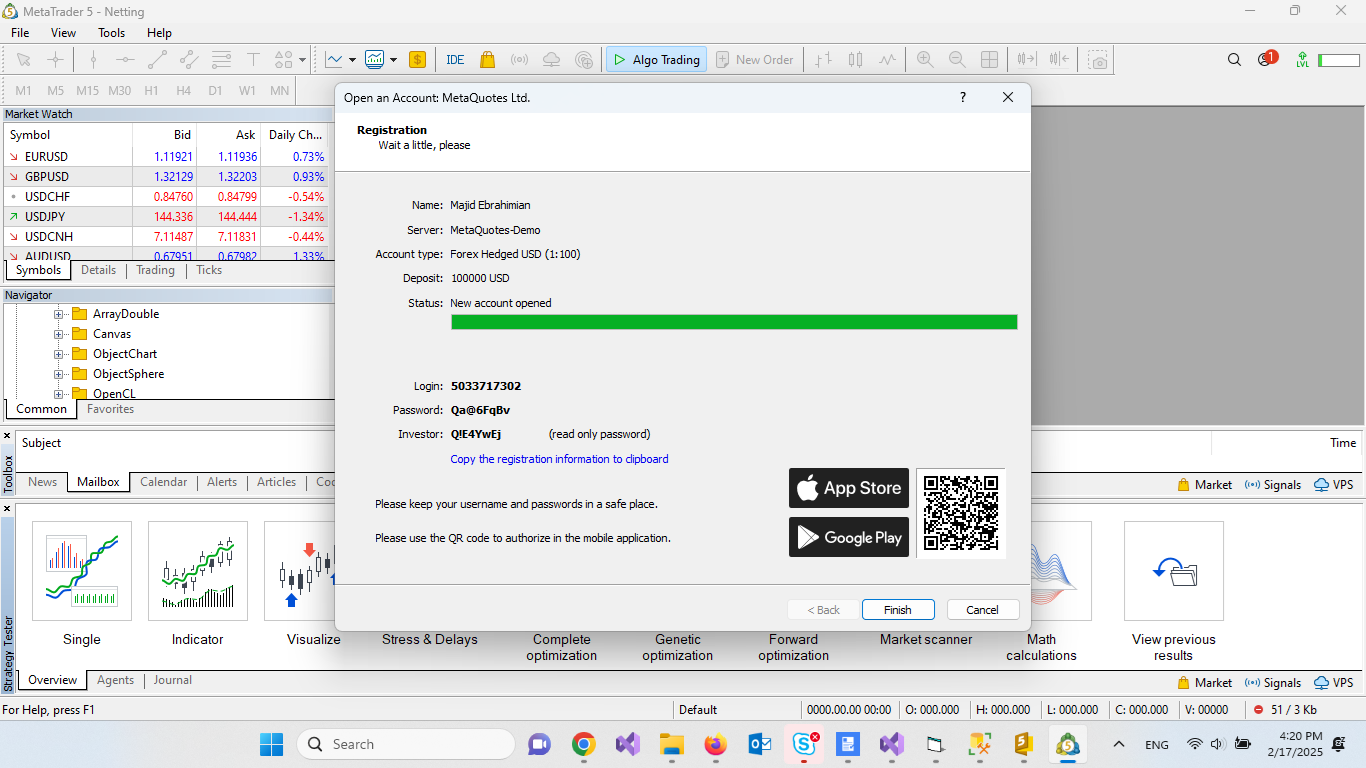 MetaTrader 5 - Netting
File View Tools Help
IDE Algo Trading New Order 1 LVL
M1 M5 M15 M30 H1 H4 D1 W1 MN
Market Watch
Symbol Bid Ask Daily Ch...
EURUSD 1.11921 1.11936 0.73%
GBPUSD 1.32129 1.32203 0.93%
USDCHF 0.84760 0.84799 -0.54%
USDJPY 144.336 144.444 -1.34%
USDCNH 7.11487 7.11831 -0.44%
AUDUSD 0.67951 0.67982 1.33%
Symbols Details Trading Ticks
Navigator
ArrayDouble
Canvas
ObjectChart
ObjectSphere
OpenCL
Common Favorites
Open an Account: MetaQuotes Ltd.
Registration
Wait a little, please
Name: Majid Ebrahimian
Server: MetaQuotes-Demo
Account type: Forex Hedged USD (1:100)
Deposit: 100000 USD
Status: New account opened
Login: 5033717302
Password: Qa@6FqBv
Investor: Q!E4YwEj (read only password)
Copy the registration information to clipboard
Please keep your username and passwords in a safe place.
Please use the QR code to authorize in the mobile application.
App Store
Google Play
< Back Finish Cancel
Toolbox
Subject Time
News Mailbox Calendar Alerts Articles Market Signals VPS
Strategy Tester
Single Indicator Visualize Stress & Delays Complete optimization Genetic optimization Forward optimization Market scanner Math calculations View previous results
Overview Agents Journal Market Signals VPS
For Help, press F1 Default 0000.00.00 00:00 O: 000.000 H: 000.000 L: 000.000 C: 000.000 V: 00000 51 / 3 Kb
Search ENG 4:20 PM
2/17/2025